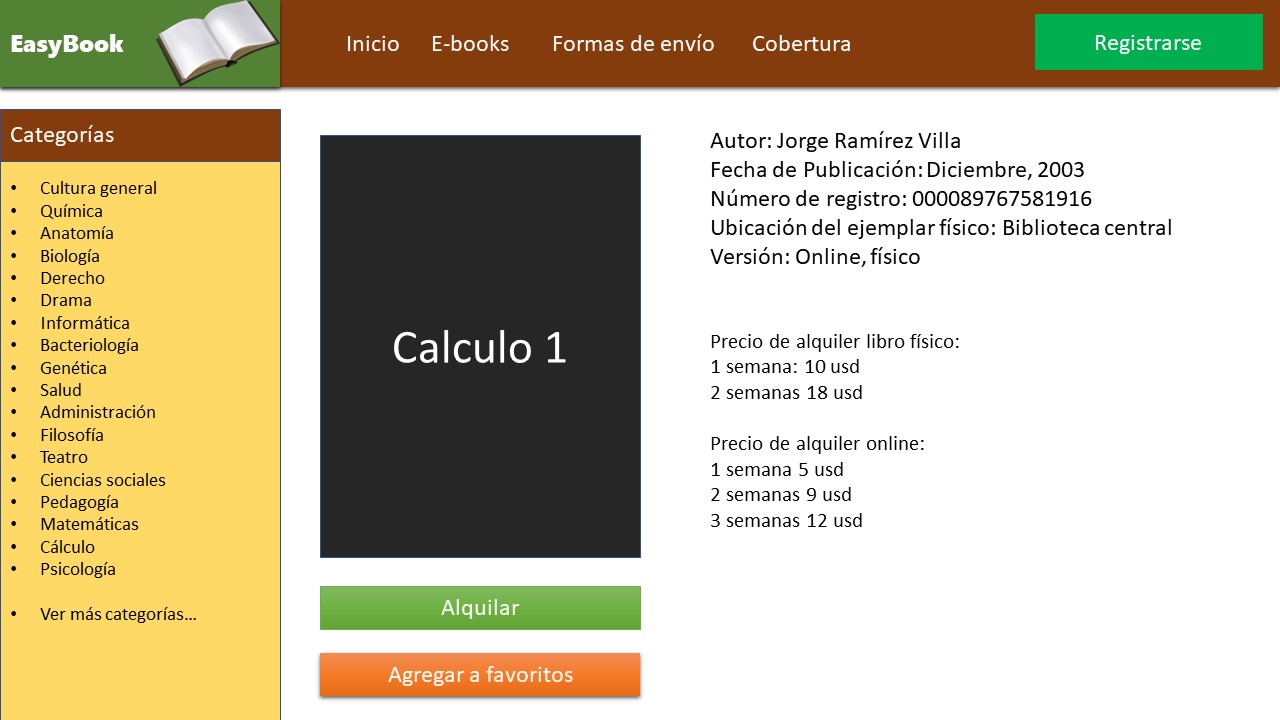 EasyBook
Inicio E-books Formas de envío Cobertura
Registrarse
Categorías
• Cultura general
• Química
• Anatomía
• Biología
• Derecho
• Drama
• Informática
• Bacteriología
• Genética
• Salud
• Administración
• Filosofía
• Teatro
• Ciencias sociales
• Pedagogía
• Matemáticas
• Cálculo
• Psicología
• Ver más categorías...
Calculo 1
Alquilar
Agregar a favoritos
Autor: Jorge Ramírez Villa
Fecha de Publicación: Diciembre, 2003
Número de registro: 000089767581916
Ubicación del ejemplar físico: Biblioteca central
Versión: Online, físico
Precio de alquiler libro físico:
1 semana: 10 usd
2 semanas 18 usd
Precio de alquiler online:
1 semana 5 usd
2 semanas 9 usd
3 semanas 12 usd